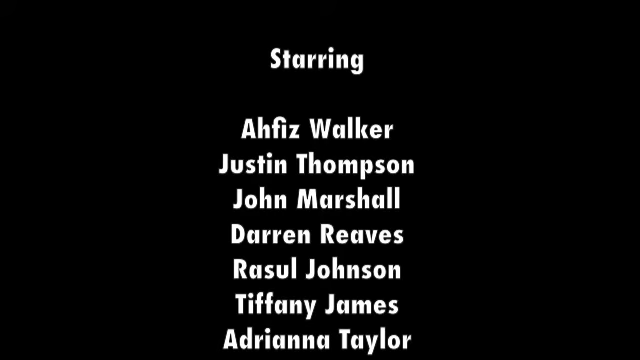 Starring
Ahfiz Walker
Justin Thompson
John Marshall
Darren Reaves
Rasul Johnson
Tiffany James
Adrianna Taylor